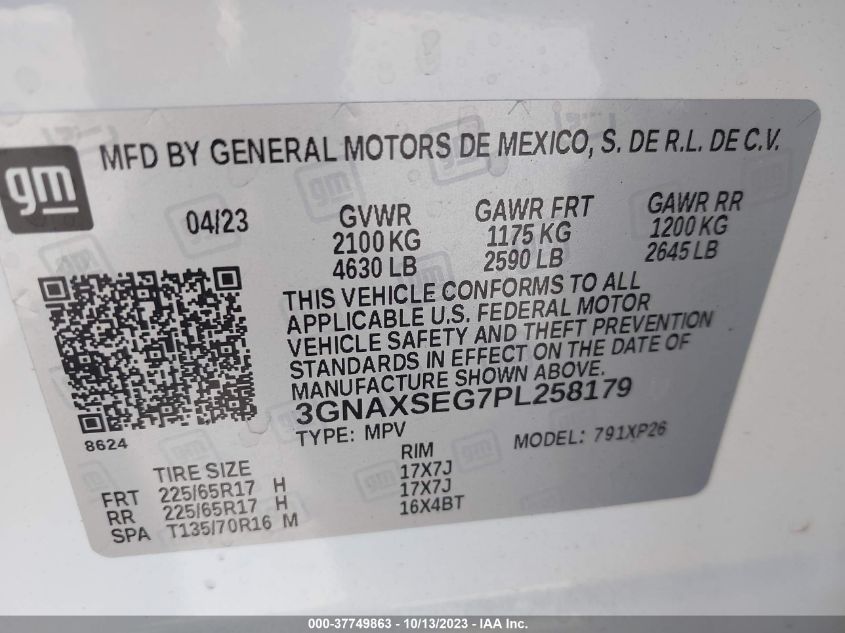 MFD BY GENERAL MOTORS DE MEXICO, S. DE R.L. DE C.V.
gm
04/23
GVWR
2100 KG
4630 LB
GAWR FRT
1175 KG
2590 LB
GAWR RR
1200 KG
2645 LB
THIS VEHICLE CONFORMS TO ALL
APPLICABLE U.S. FEDERAL MOTOR
VEHICLE SAFETY AND THEFT PREVENTION
STANDARDS IN EFFECT ON THE DATE OF
MANUFACTURE SHOWN ABOVE.
3GNAXSEG7PL258179
TYPE: MPV
MODEL: 791XP26
8624
TIRE SIZE
RIM
FRT 225/65R17 H 17X7J
RR 225/65R17 H 17X7J
SPA T135/70R16 M 16X4BT
000-37749863 - 10/13/2023 - IAA Inc.